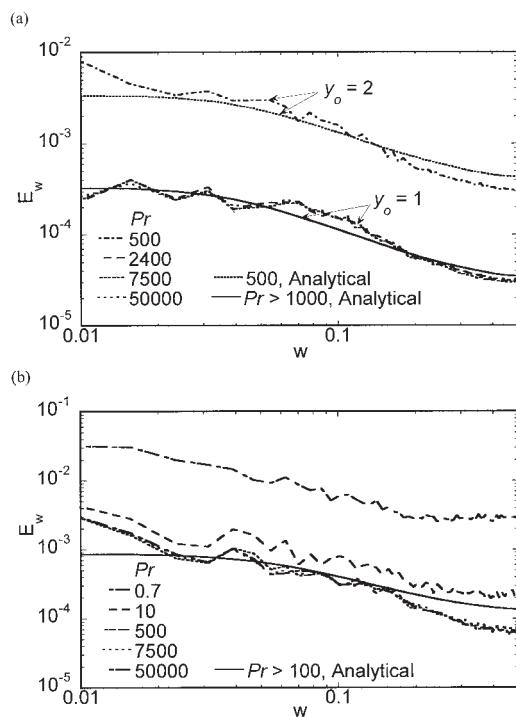 (a)
10⁻²
y_o = 2
10⁻³
E_w
y_o = 1
10⁻⁴
Pr
500
2400
7500 500, Analytical
50000 Pr > 1000, Analytical
10⁻⁵
0.01 0.1
w
(b)
10⁻¹
10⁻²
E_w
10⁻³
Pr
0.7
10
10⁻⁴
500
7500
50000 Pr > 100, Analytical
10⁻⁵
0.01 0.1
w